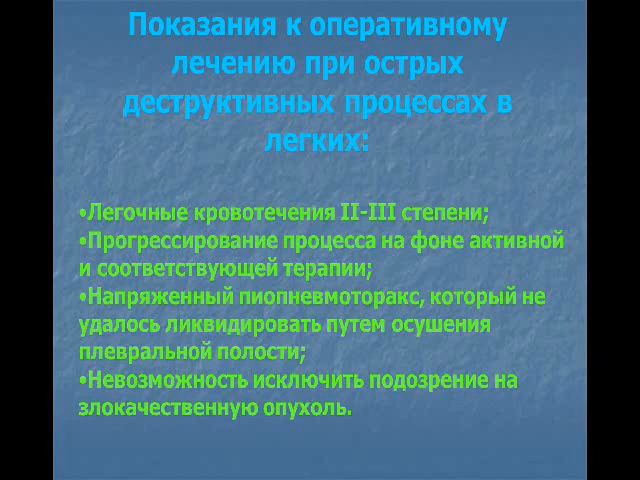 Показания к оперативному
лечению при острых
деструктивных процессах в
легких:
•Легочные кровотечения II-III степени;
•Прогрессирование процесса на фоне активной
и соответствующей терапии;
•Напряженный пиопневмоторакс, который не
удалось ликвидировать путем осушения
плевральной полости;
•Невозможность исключить подозрение на
злокачественную опухоль.